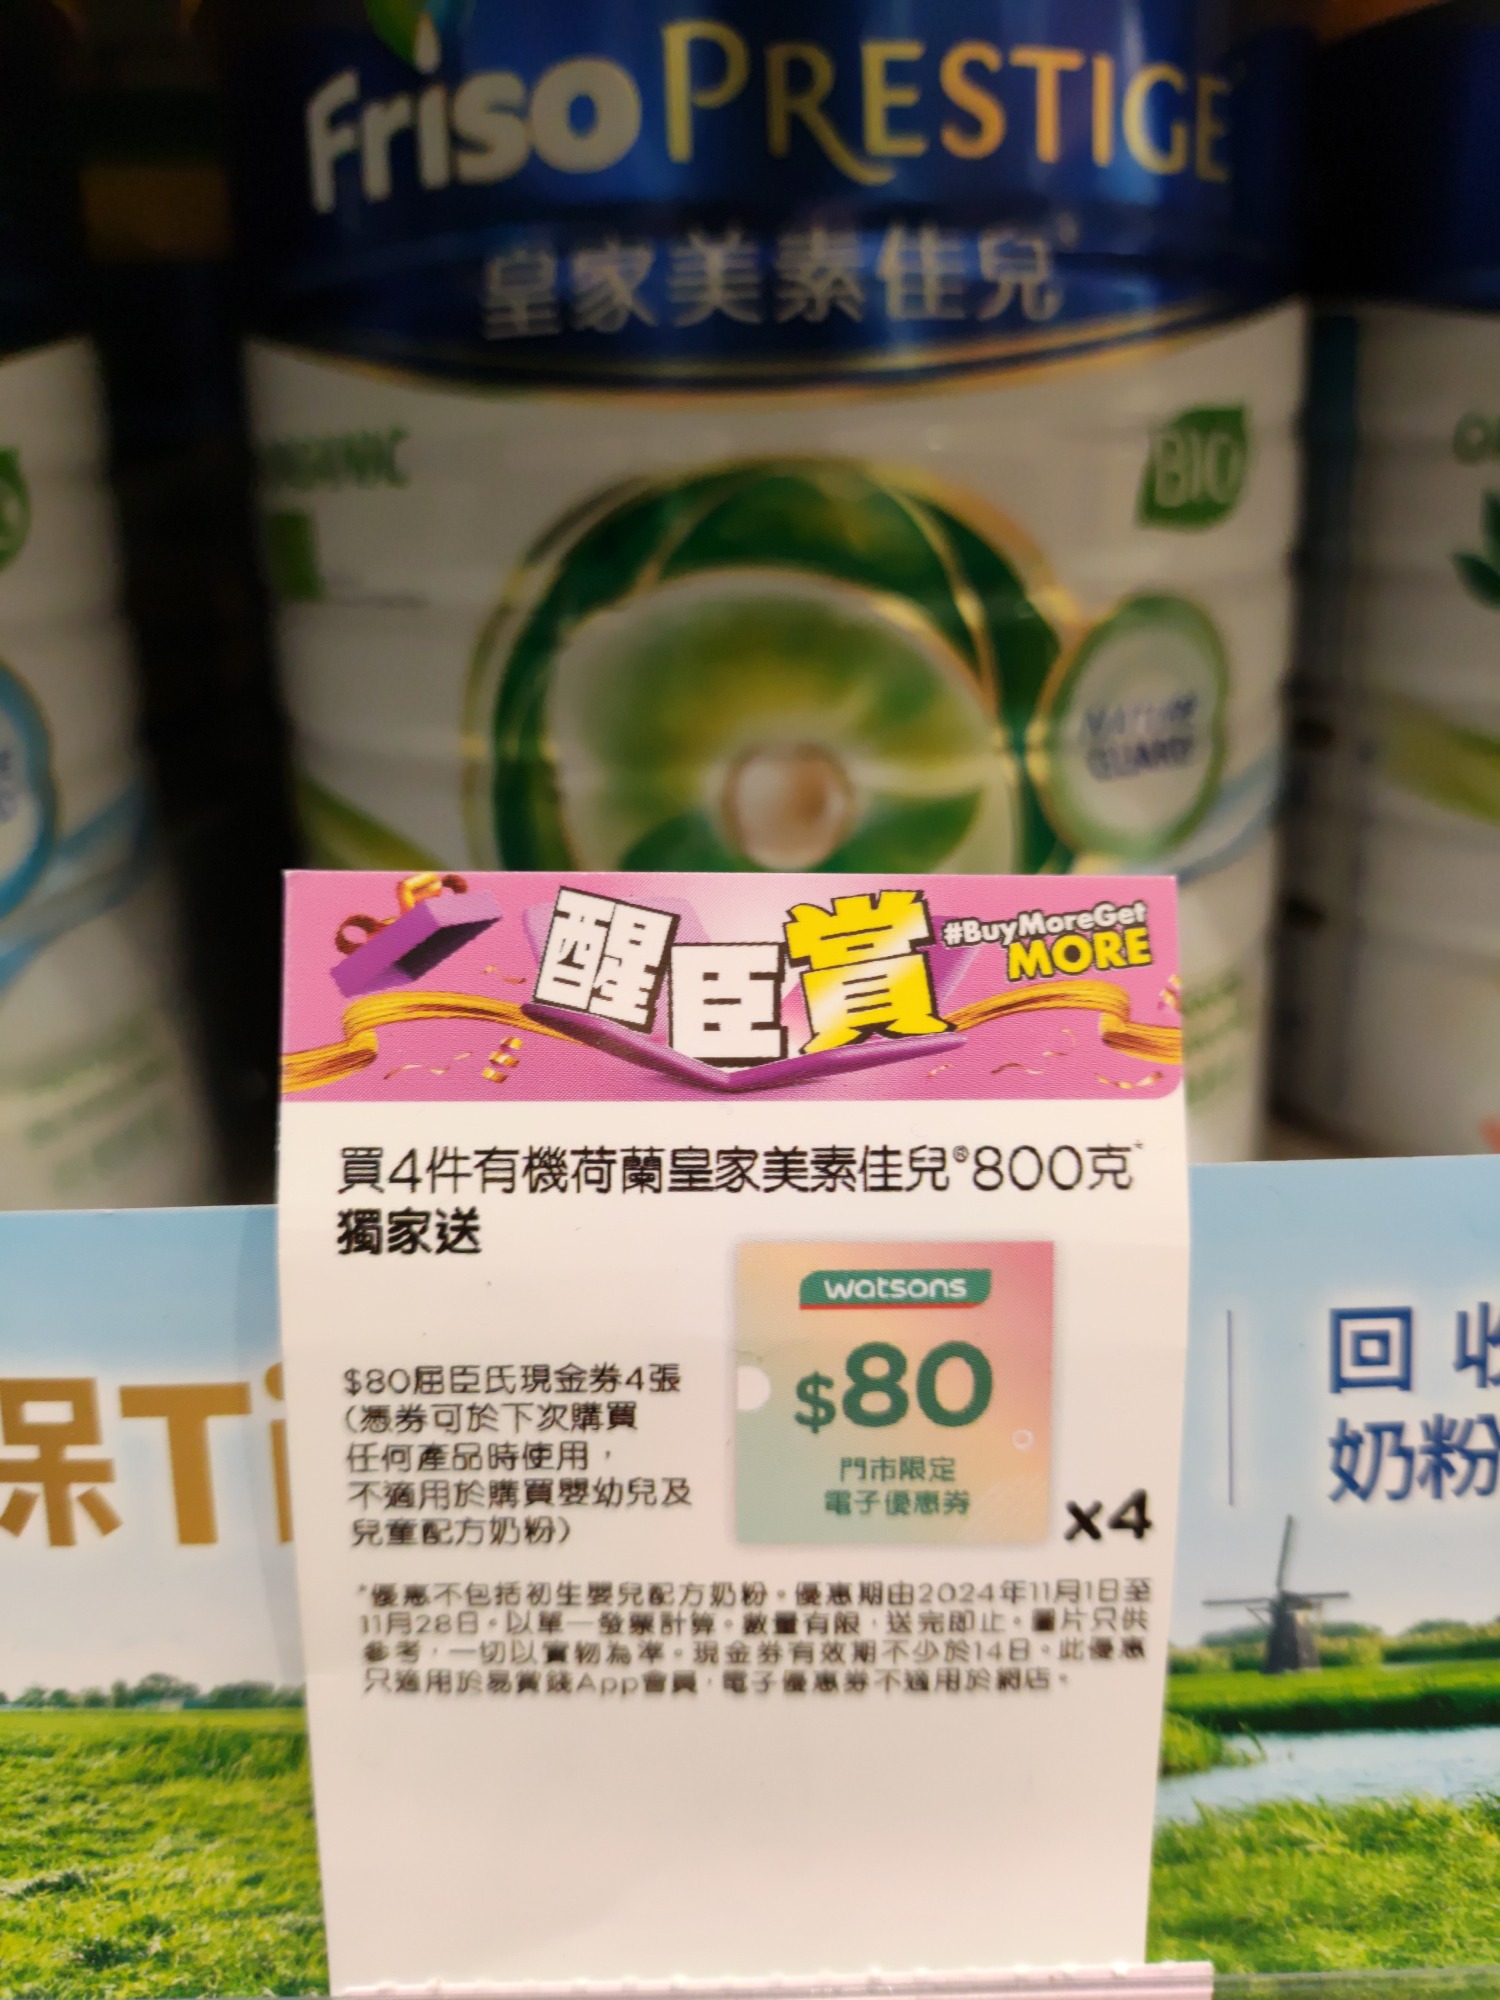 Friso PRESTIGE
皇家美素佳兒
ORGANIC
BIO
NATURE
GUARD
醒臣賞
#BuyMoreGet
MORE
買4件有機荷蘭皇家美素佳兒®800克*
獨家送
watsons
$80
門市限定
電子優惠券
x4
$80屈臣氏現金券4張
(憑券可於下次購買
任何產品時使用，
不適用於購買嬰幼兒及
兒童配方奶粉)
*優惠不包括初生嬰兒配方奶粉。優惠期由2024年11月1日至
11月28日。以單一發票計算。數量有限，送完即止。圖片只供
參考，一切以實物為準。現金券有效期不少於14日。此優惠
只適用於易賞錢App會員，電子優惠券不適用於網店。
保Ti
回收
奶粉